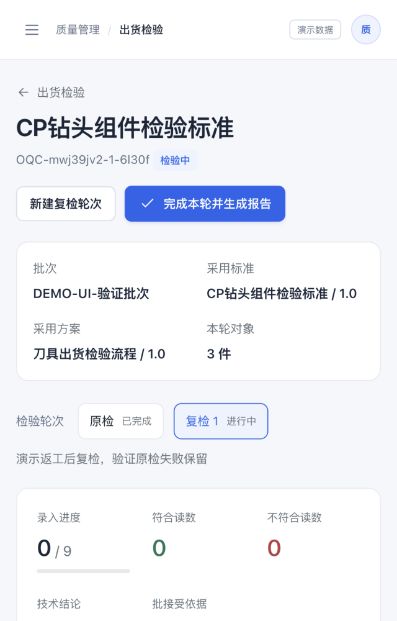 质量管理 / 出货检验 演示数据 质
← 出货检验
CP钻头组件检验标准
OQC-mwj39jv2-1-6l30f 检验中
新建复检轮次 ✓ 完成本轮并生成报告
批次 采用标准
DEMO-UI-验证批次 CP钻头组件检验标准 / 1.0
采用方案 本轮对象
刀具出货检验流程 / 1.0 3 件
检验轮次 原检 已完成 复检 1 进行中
演示返工后复检，验证原检失败保留
录入进度 符合读数 不符合读数
0 / 9 0 0
技术结论 批接受依据